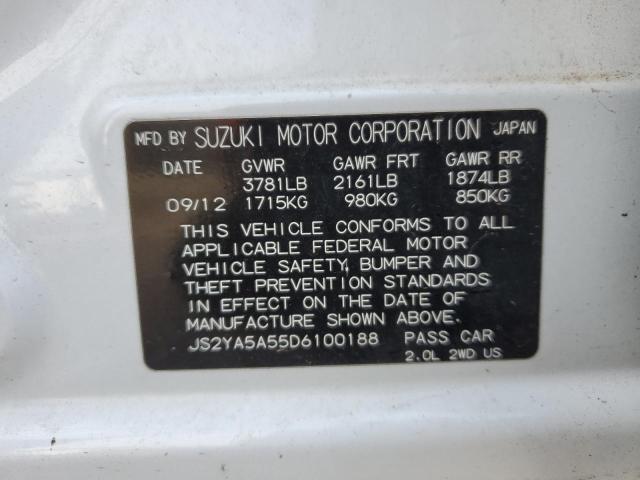 MFD BY SUZUKI MOTOR CORPORATION JAPAN
DATE GVWR GAWR FRT GAWR RR
3781LB 2161LB 1874LB
09/12 1715KG 980KG 850KG
THIS VEHICLE CONFORMS TO ALL
APPLICABLE FEDERAL MOTOR
VEHICLE SAFETY, BUMPER AND
THEFT PREVENTION STANDARDS
IN EFFECT ON THE DATE OF
MANUFACTURE SHOWN ABOVE.
JS2YA5A55D6100188 PASS CAR
2.0L 2WD US